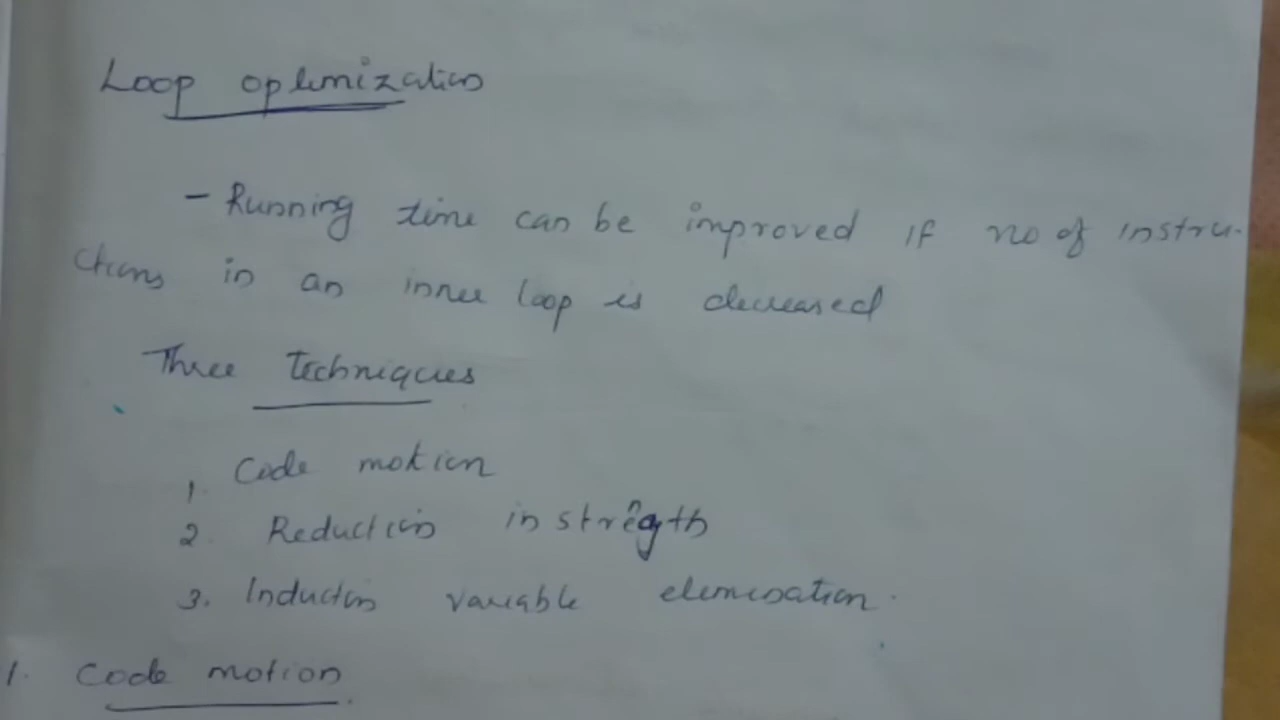 Loop optimization
- Running time can be improved if no of instru-
ctions in an inner loop is decreased
Three Techniques
1. Code motion
2. Reduction in strength
3. Induction variable elimination.
1. Code motion.